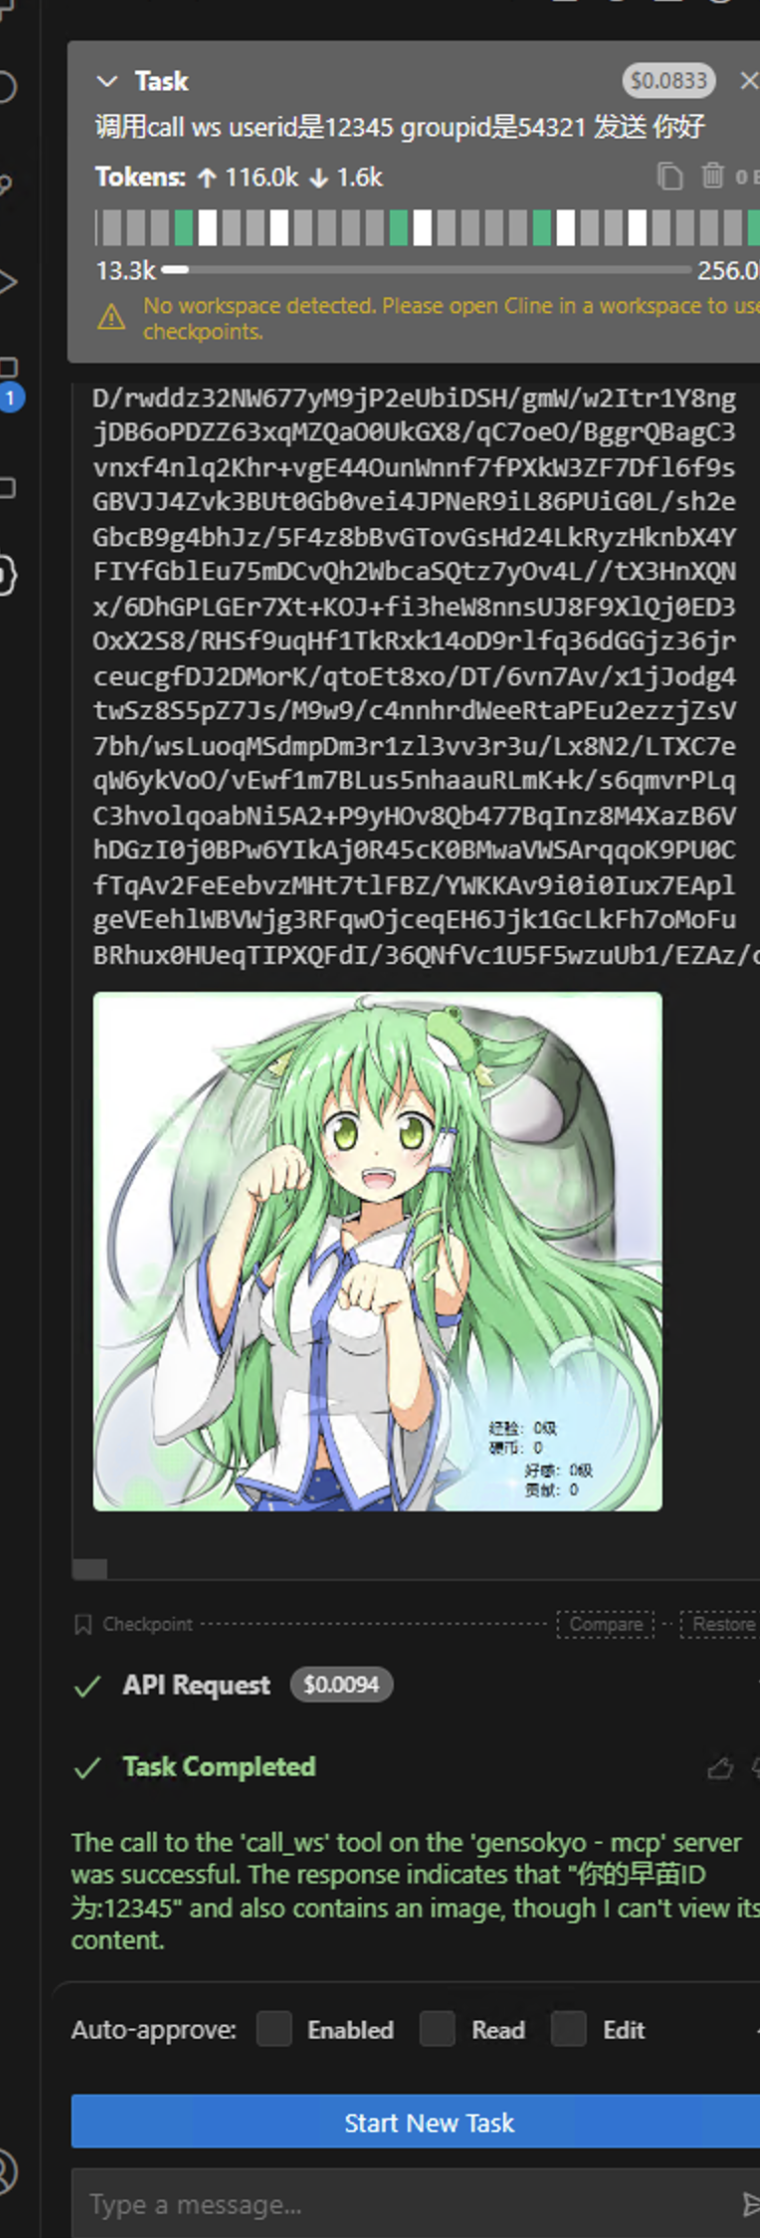 Task
$0.0833
调用call ws userid是12345 groupid是54321 发送 你好
Tokens: ↑ 116.0k ↓ 1.6k
0
13.3k
256.0
No workspace detected. Please open Cline in a workspace to use
checkpoints.
1
D/rwddz32NW677yM9jP2eUbiDSH/gmW/w2Itr1Y8ng
jDB6oPDZZ63xqMZQaO0UkGX8/qC7oeO/BggrQBagC3
vnxf4nlq2Khr+vgE44OunWnnf7fPXkW3ZF7Dfl6f9s
GBVJJ4Zvk3BUt0Gb0vei4JPNeR9iL86PUiG0L/sh2e
GbcB9g4bhJz/5F4z8bBvGTovGsHd24LkRyzHknbX4Y
FIYfGblEu75mDCvQh2WbcaSQtz7yOv4L//tX3HnXQN
x/6DhGPLGEr7Xt+KOJ+fi3heW8nnsUJ8F9XlQj0ED3
OxX2S8/RHSf9uqHf1TkRxk14oD9rlfq36dGGjz36jr
ceucgfDJ2DMorK/qtoEt8xo/DT/6vn7Av/x1jJodg4
twSz8S5pZ7Js/M9w9/c4nnhrdWeeRtaPEu2ezzjZsV
7bh/wsLuoqMSdmpDm3r1zl3vv3r3u/Lx8N2/LTXC7e
qW6ykVoO/vEwf1m7BLus5nhaauRLmK+k/s6qmvrPLq
C3hvolqoabNi5A2+P9yHOv8Qb477BqInz8M4XazB6V
hDGzI0j0BPw6YIkAj0R45cK0BMwaVWSArqqoK9PU0C
fTqAv2FeEebvzMHt7tlFBZ/YWKKAv9i0i0Iux7EApl
geVEehlWBVWjg3RFqwOjceqEH6Jjk1GcLkFh7oMoFu
BRhux0HUeqTIPXQFdI/36QNfVc1U5F5wzuUb1/EZAz/
经验: 0级
硬币: 0
好感: 0级
贡献: 0
Checkpoint
Compare
Restore
API Request $0.0094
Task Completed
The call to the 'call_ws' tool on the 'gensokyo - mcp' server
was successful. The response indicates that "你的早苗ID
为:12345" and also contains an image, though I can't view its
content.
Auto-approve: Enabled Read Edit
Start New Task
Type a message...